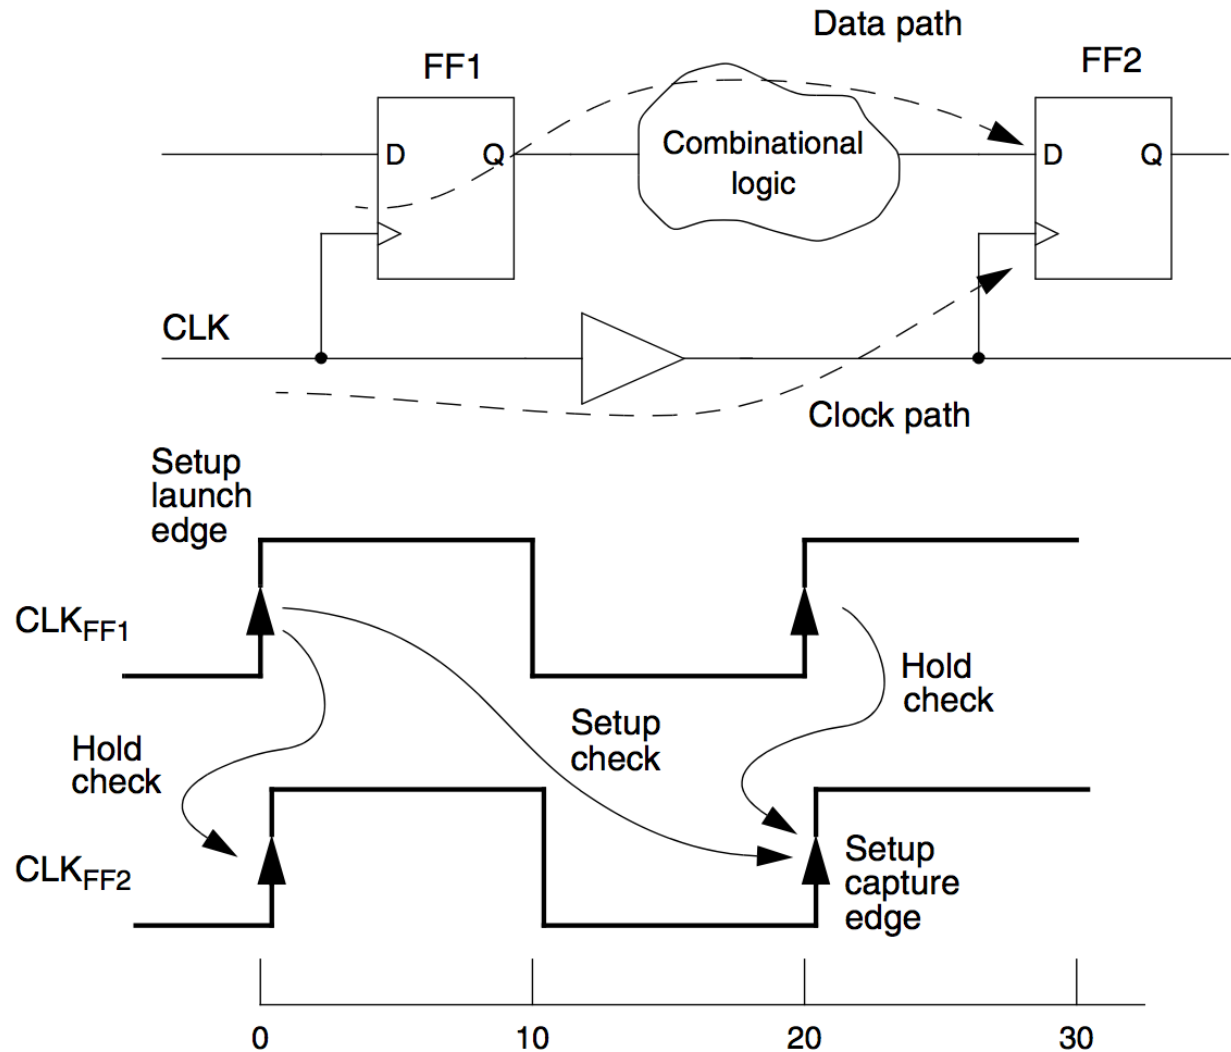 Data path
FF1
FF2
D
Q
Combinational
logic
D
Q
CLK
Clock path
Setup
launch
edge
CLKFF1
Hold
check
Setup
check
Hold
check
CLKFF2
Setup
capture
edge
0
10
20
30